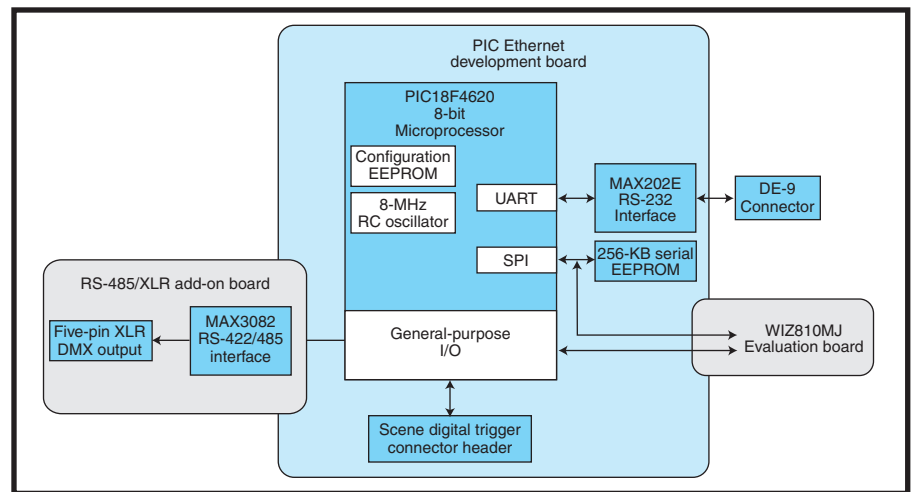 PIC Ethernet
development board
PIC18F4620
8-bit
Microprocessor
Configuration
EEPROM
8-MHz
RC oscillator
UART
SPI
MAX202E
RS-232
Interface
DE-9
Connector
256-KB serial
EEPROM
RS-485/XLR add-on board
Five-pin XLR
DMX output
MAX3082
RS-422/485
interface
General-purpose
I/O
WIZ810MJ
Evaluation board
Scene digital trigger
connector header